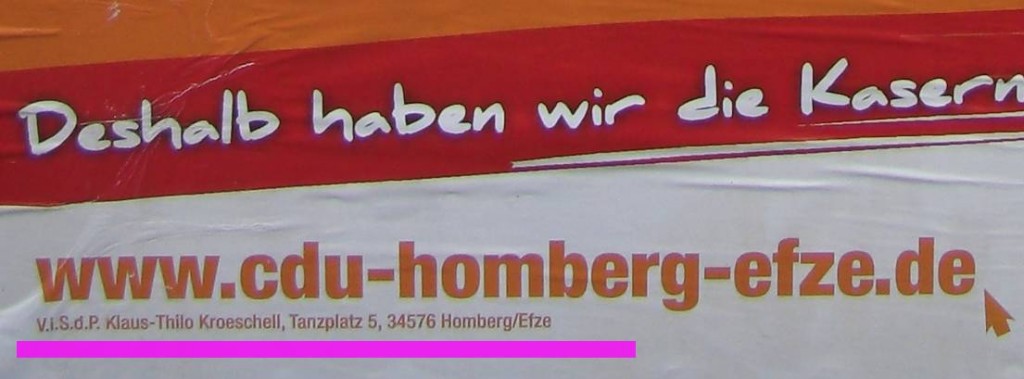 Deshalb haben wir die Kasern
www.cdu-homberg-efze.de
V.i.S.d.P. Klaus-Thilo Kroeschell, Tanzplatz 5, 34576 Homberg/Efze